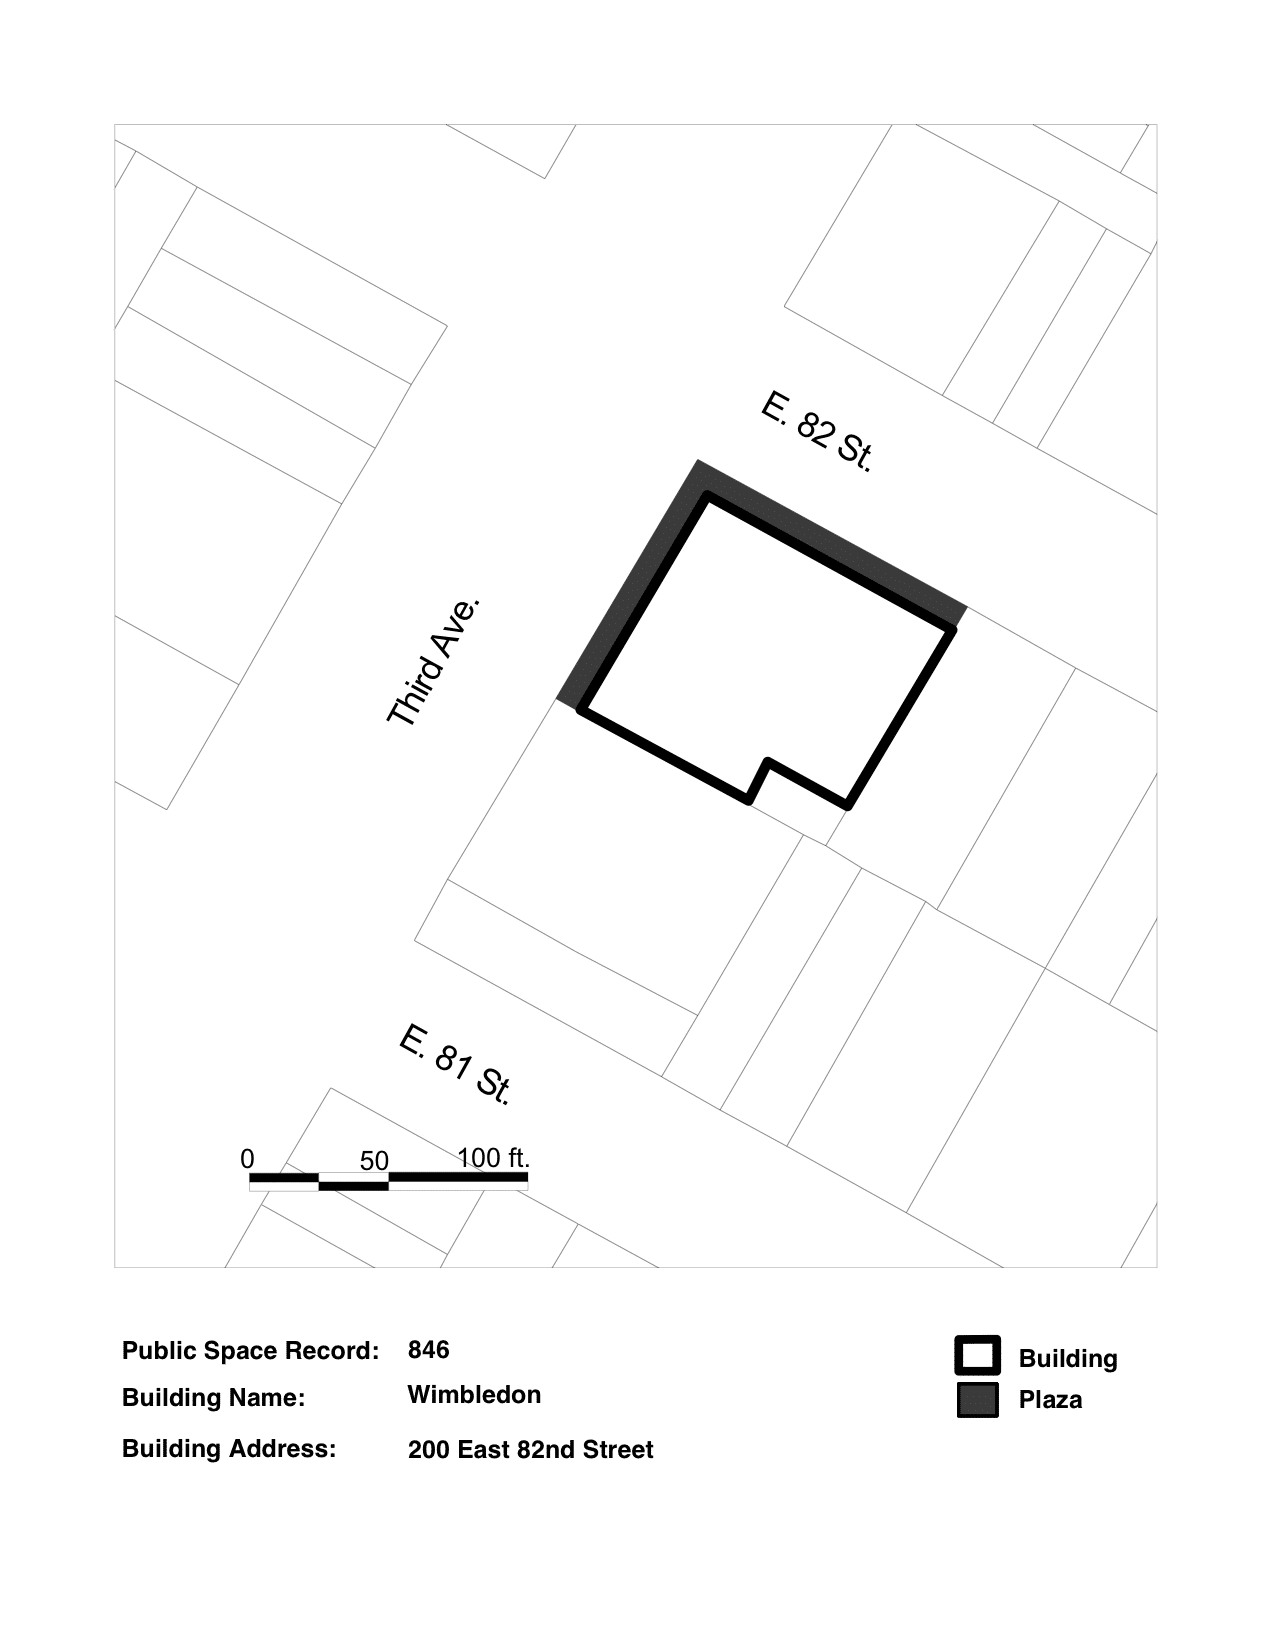 E. 82 St.
Third Ave.
E. 81 St.
0 50 100 ft.
Public Space Record: 846
Building Name: Wimbledon
Building Address: 200 East 82nd Street
Building
Plaza